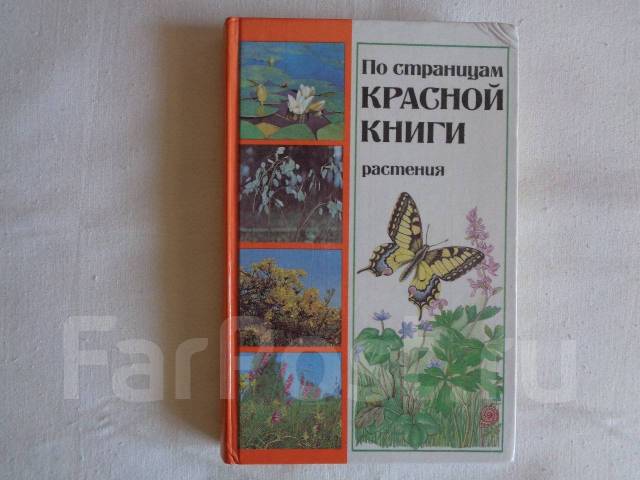 По страницам
КРАСНОЙ
КНИГИ
растения
FarPost.ru